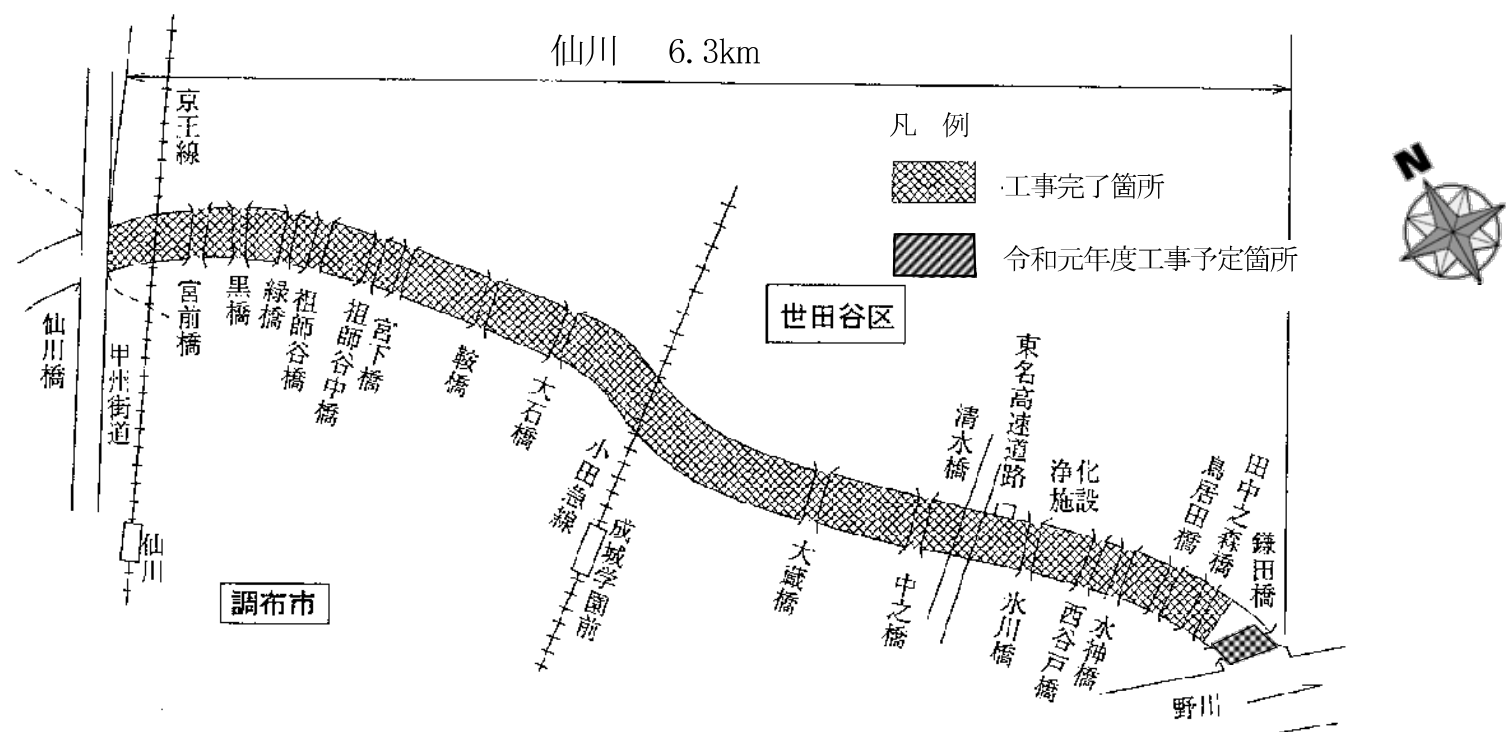 仙川 6.3km
京王線
凡 例
工事完了箇所
令和元年度工事予定箇所
N
世田谷区
仙川橋
甲州街道
宮前橋
黒橋
緑橋
祖師谷橋
祖師谷中橋
宮下橋
鞍橋
大石橋
小田急線
成城学園前
仙川
調布市
大蔵橋
中之橋
清水橋
東名高速道路
氷川橋
浄化施設
西谷戸橋
水神橋
鳥居田橋
田中之森橋
鎌田橋
野川